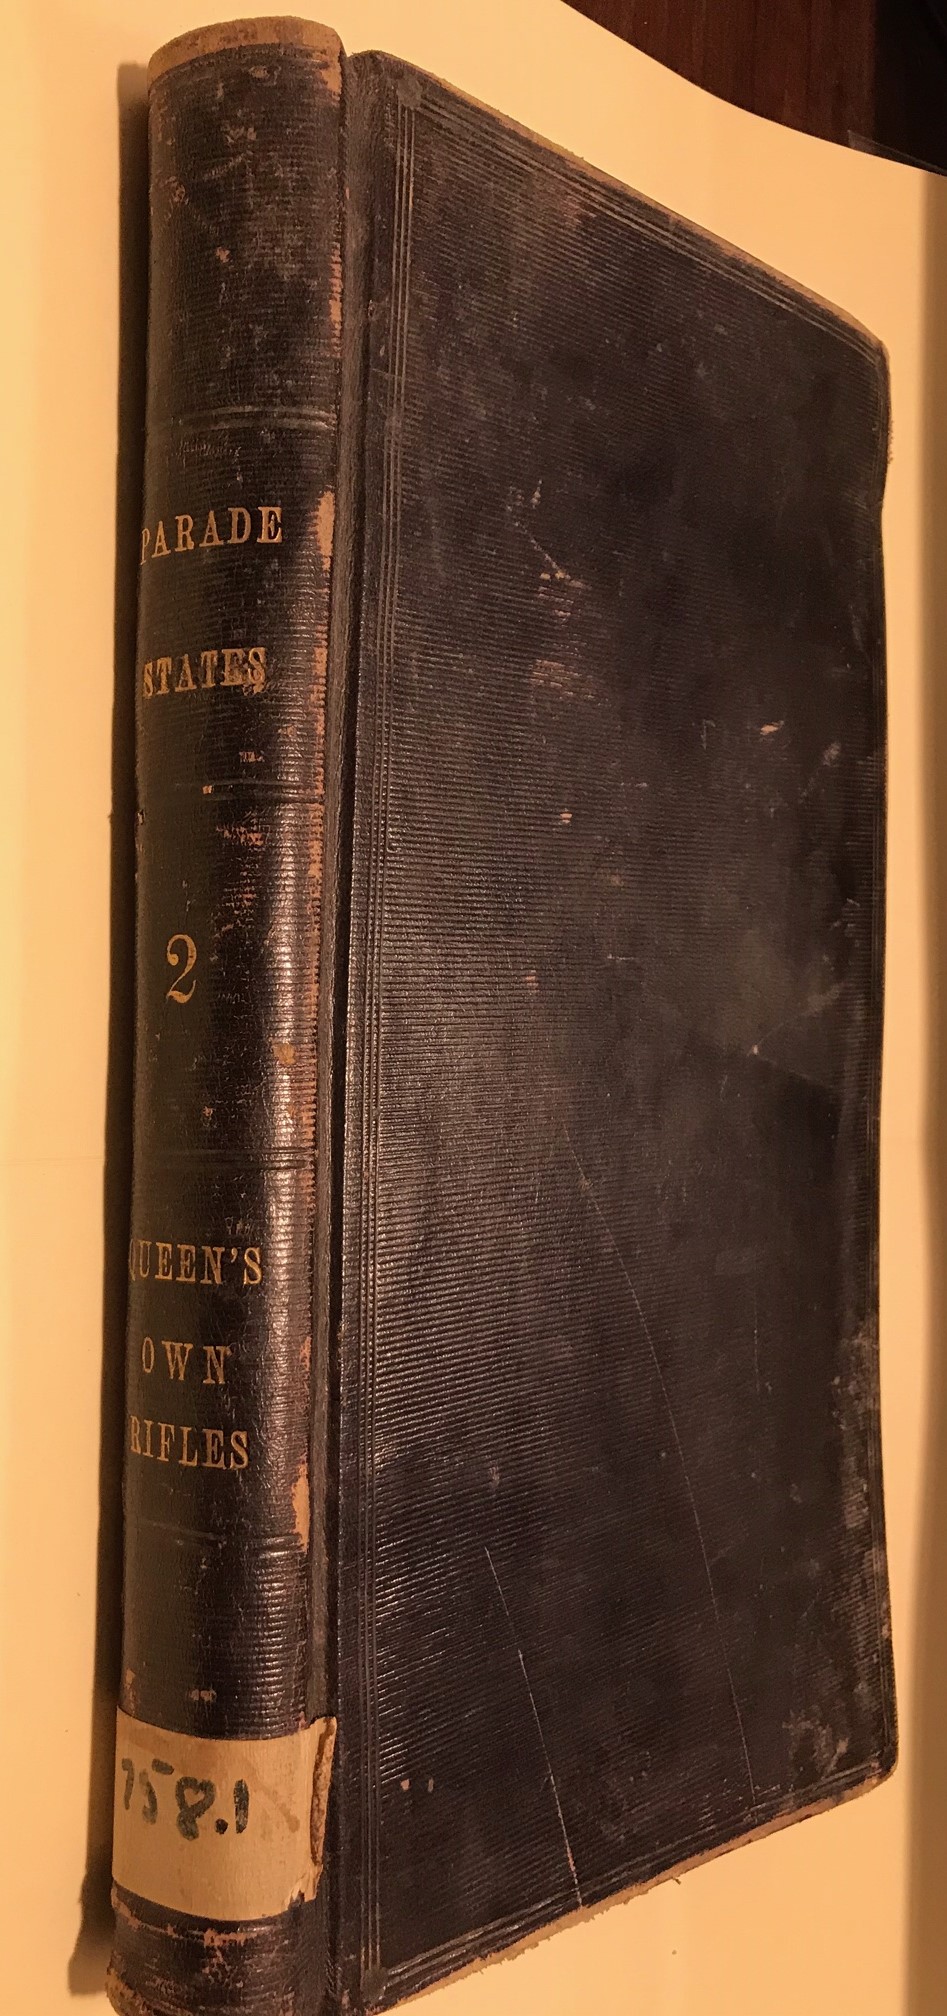 PARADE
STATES
2
QUEEN'S
OWN
RIFLES
758.1